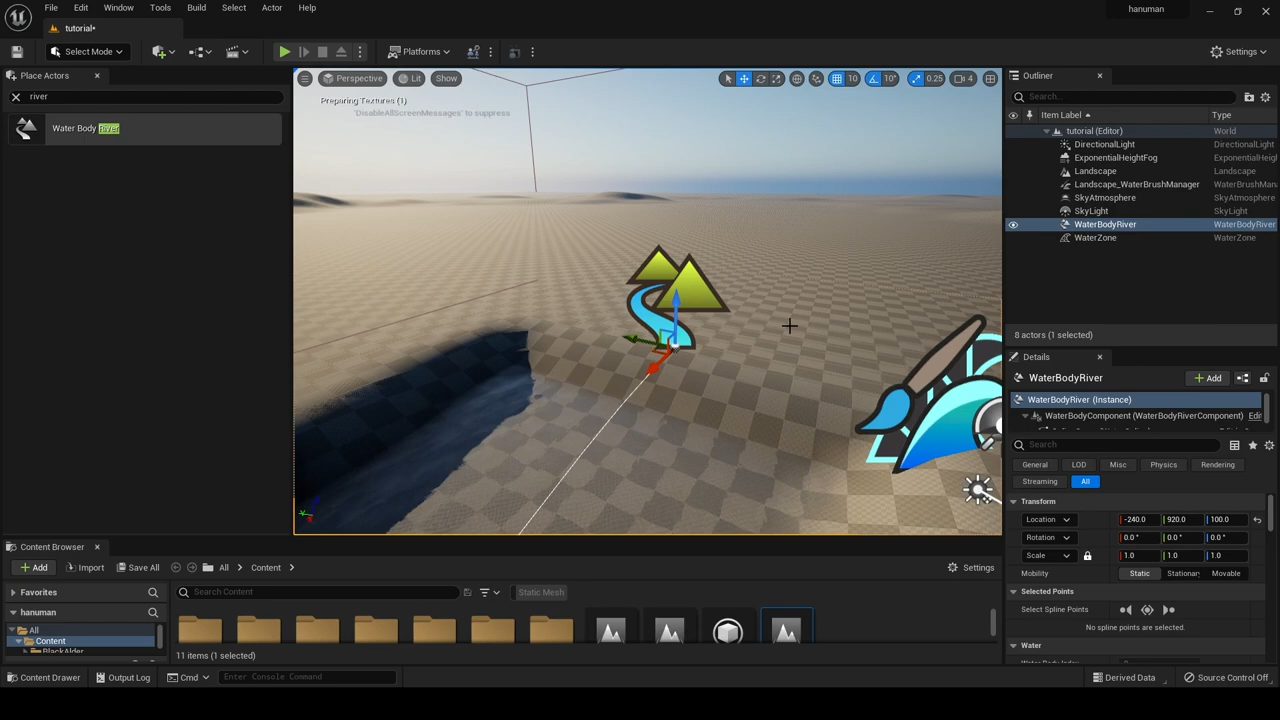 File Edit Window Tools Build Select Actor Help
hanuman
tutorial•
Select Mode
Platforms
Settings
Place Actors
river
Water Body River
Perspective Lit Show
10 10° 0.25 4
Preparing Textures (1)
'DisableAllScreenMessages' to suppress
Outliner
Search...
Item Label Type
tutorial (Editor) World
DirectionalLight DirectionalLight
ExponentialHeightFog ExponentialHeigh
Landscape Landscape
Landscape_WaterBrushManager WaterBrushMan
SkyAtmosphere SkyAtmosphere
SkyLight SkyLight
WaterBodyRiver WaterBodyRiver
WaterZone WaterZone
8 actors (1 selected)
Details
WaterBodyRiver
Add
WaterBodyRiver (Instance)
WaterBodyComponent (WaterBodyRiverComponent) Edi
Search
General LOD Misc Physics Rendering
Streaming All
Transform
Location -240.0 920.0 100.0
Rotation 0.0 ° 0.0 ° 0.0 °
Scale 1.0 1.0 1.0
Mobility Static Stationary Movable
Selected Points
Select Spline Points
No spline points are selected.
Water
Content Browser
Add Import Save All All Content Settings
Favorites
hanuman
All
Content
BlackAlder
Search Content
Static Mesh
11 items (1 selected)
Content Drawer Output Log Cmd Enter Console Command Derived Data Source Control Off